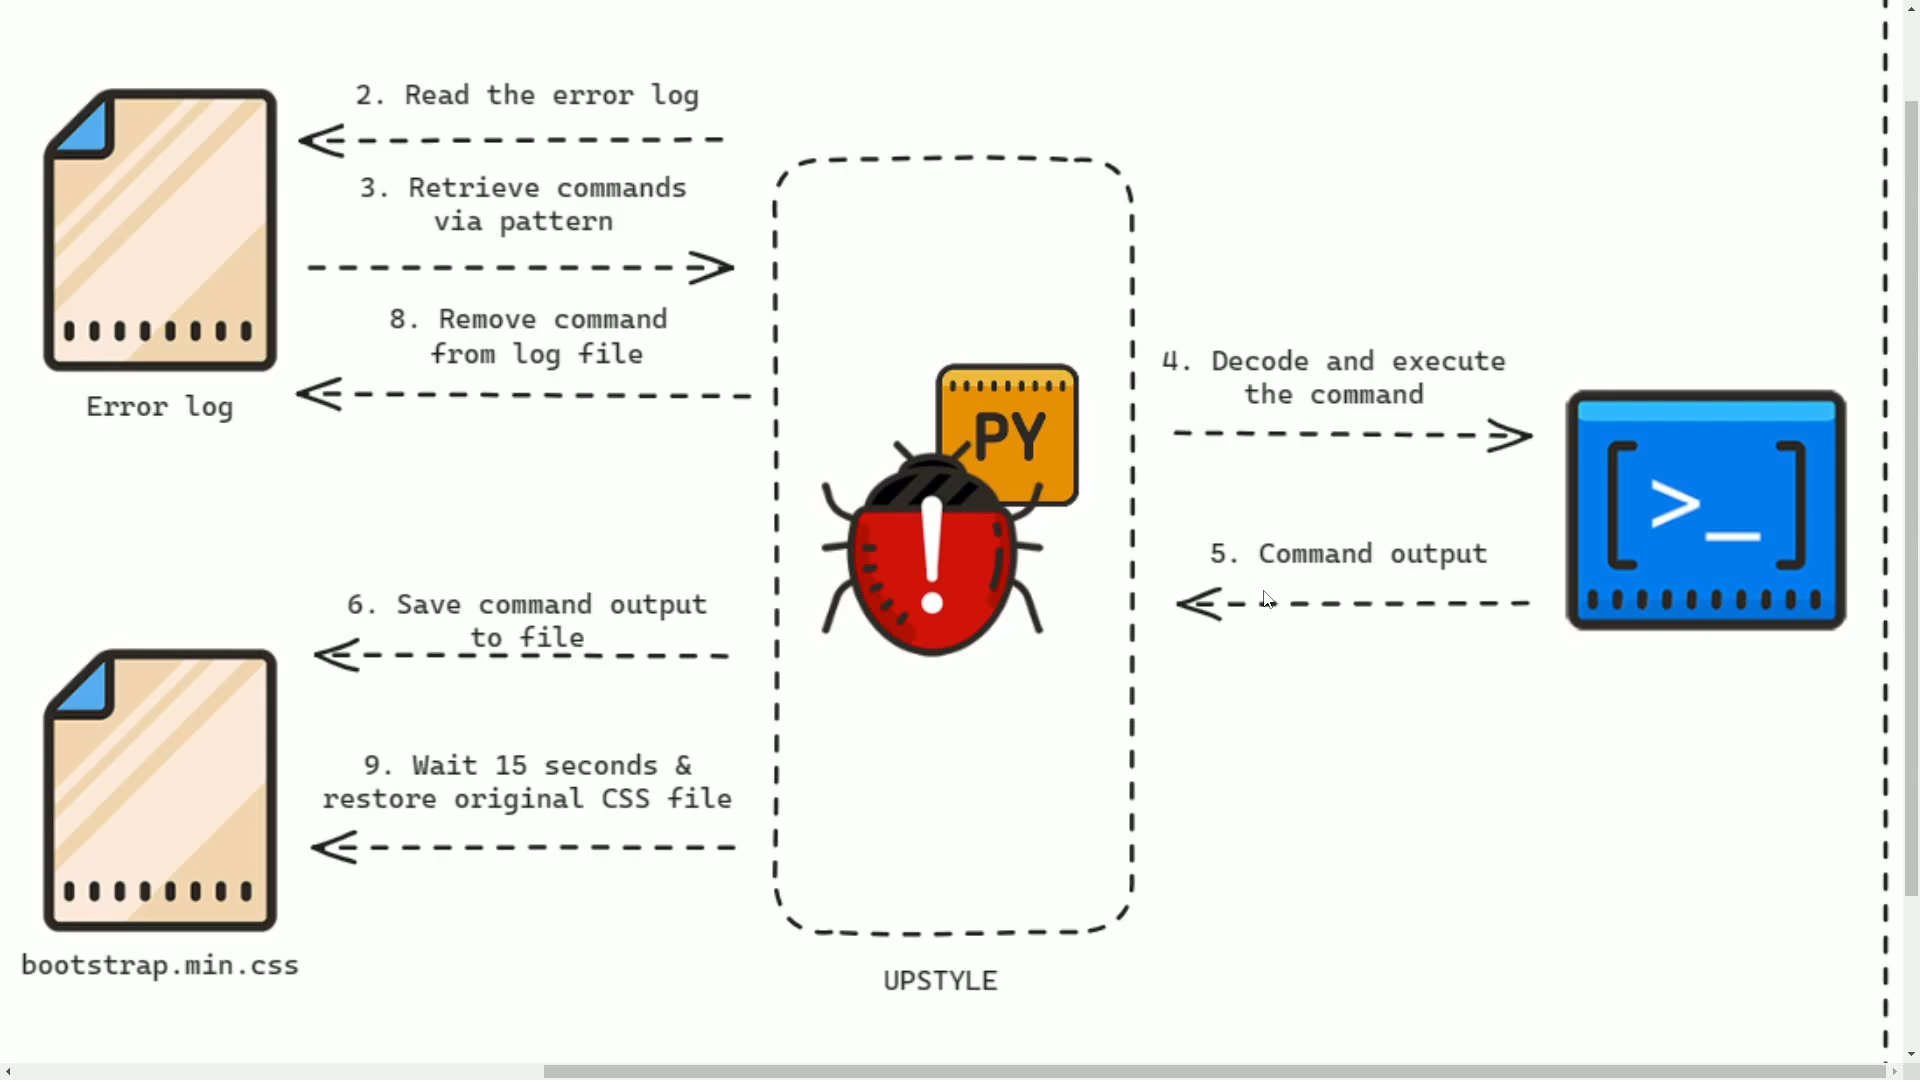 2. Read the error log
3. Retrieve commands
via pattern
8. Remove command
from log file
Error log
PY
4. Decode and execute
the command
>_
5. Command output
6. Save command output
to file
9. Wait 15 seconds &
restore original CSS file
bootstrap.min.css
UPSTYLE